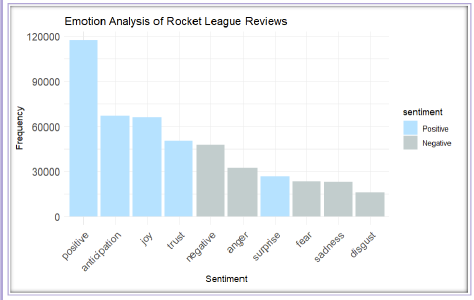 Emotion Analysis of Rocket League Reviews
120000
90000
60000
30000
0
Frequency
positive
anticipation
joy
trust
negative
anger
surprise
fear
sadness
disgust
Sentiment
sentiment
Positive
Negative